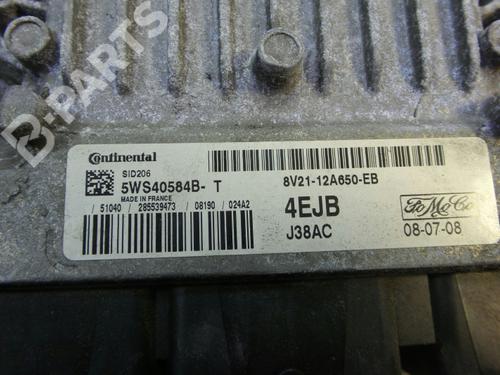 B-PARTS
Continental
SID206
5WS40584B- T
MADE IN FRANCE
/ 51040 / 285539473 / 08190 / 024A2
8V21-12A650-EB
4EJB
J38AC
FoMoCo
08-07-08